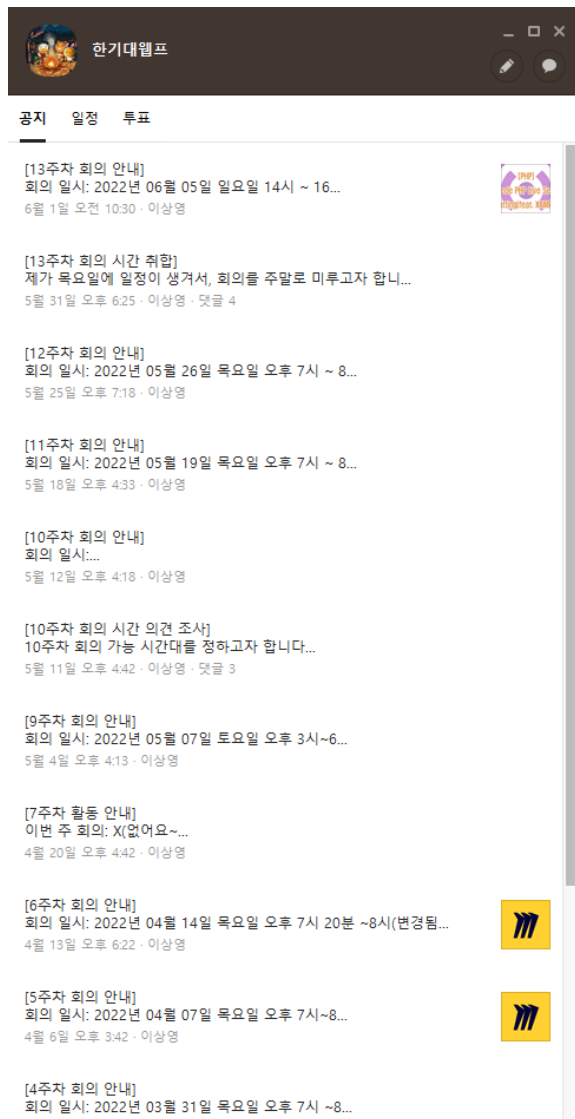 한기대웹프
공지 일정 투표
[13주차 회의 안내]
회의 일시: 2022년 06월 05일 일요일 14시 ~ 16...
6월 1일 오전 10:30 · 이상영
[PHP]
[13주차 회의 시간 취합]
제가 목요일에 일정이 생겨서, 회의를 주말로 미루고자 합니...
5월 31일 오후 6:25 · 이상영 · 댓글 4
[12주차 회의 안내]
회의 일시: 2022년 05월 26일 목요일 오후 7시 ~ 8...
5월 25일 오후 7:18 · 이상영
[11주차 회의 안내]
회의 일시: 2022년 05월 19일 목요일 오후 7시 ~ 8...
5월 18일 오후 4:33 · 이상영
[10주차 회의 안내]
회의 일시:...
5월 12일 오후 4:18 · 이상영
[10주차 회의 시간 의견 조사]
10주차 회의 가능 시간대를 정하고자 합니다...
5월 11일 오후 4:42 · 이상영 · 댓글 3
[9주차 회의 안내]
회의 일시: 2022년 05월 07일 토요일 오후 3시~6...
5월 4일 오후 4:13 · 이상영
[7주차 활동 안내]
이번 주 회의: X(없어요~...
4월 20일 오후 4:42 · 이상영
[6주차 회의 안내]
회의 일시: 2022년 04월 14일 목요일 오후 7시 20분 ~8시(변경됨...
4월 13일 오후 6:22 · 이상영
[5주차 회의 안내]
회의 일시: 2022년 04월 07일 목요일 오후 7시~8...
4월 6일 오후 3:42 · 이상영
[4주차 회의 안내]
회의 일시: 2022년 03월 31일 목요일 오후 7시 ~8...